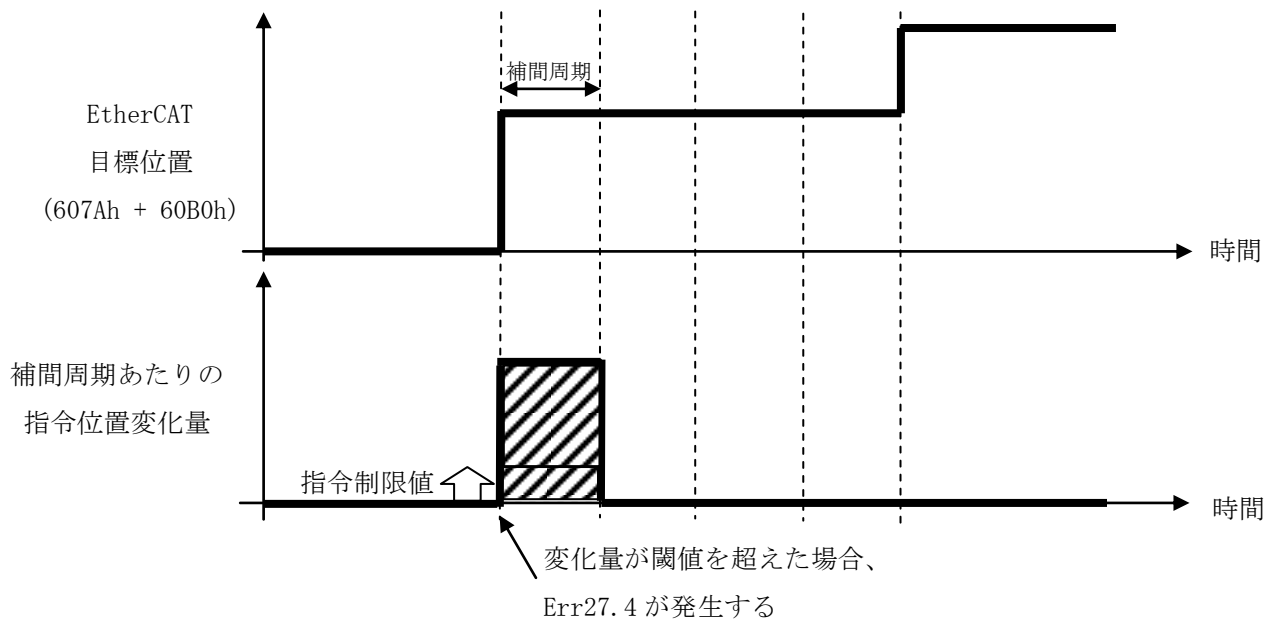 補間周期
EtherCAT
目標位置
(607Ah + 60B0h)
時間
補間周期あたりの
指令位置変化量
指令制限値
時間
変化量が閾値を超えた場合、
Err27.4 が発生する